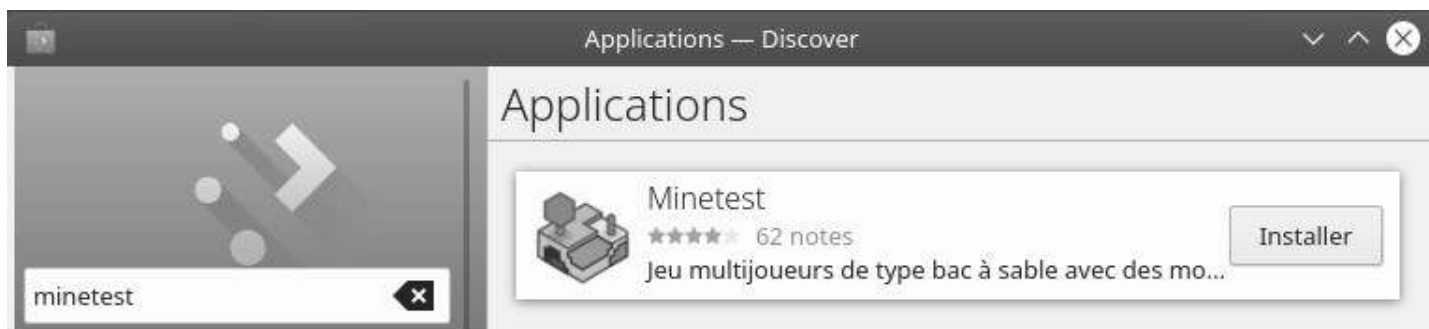 Applications — Discover
Applications
minetest
Minetest
62 notes
Jeu multijoueurs de type bac à sable avec des mo...
Installer